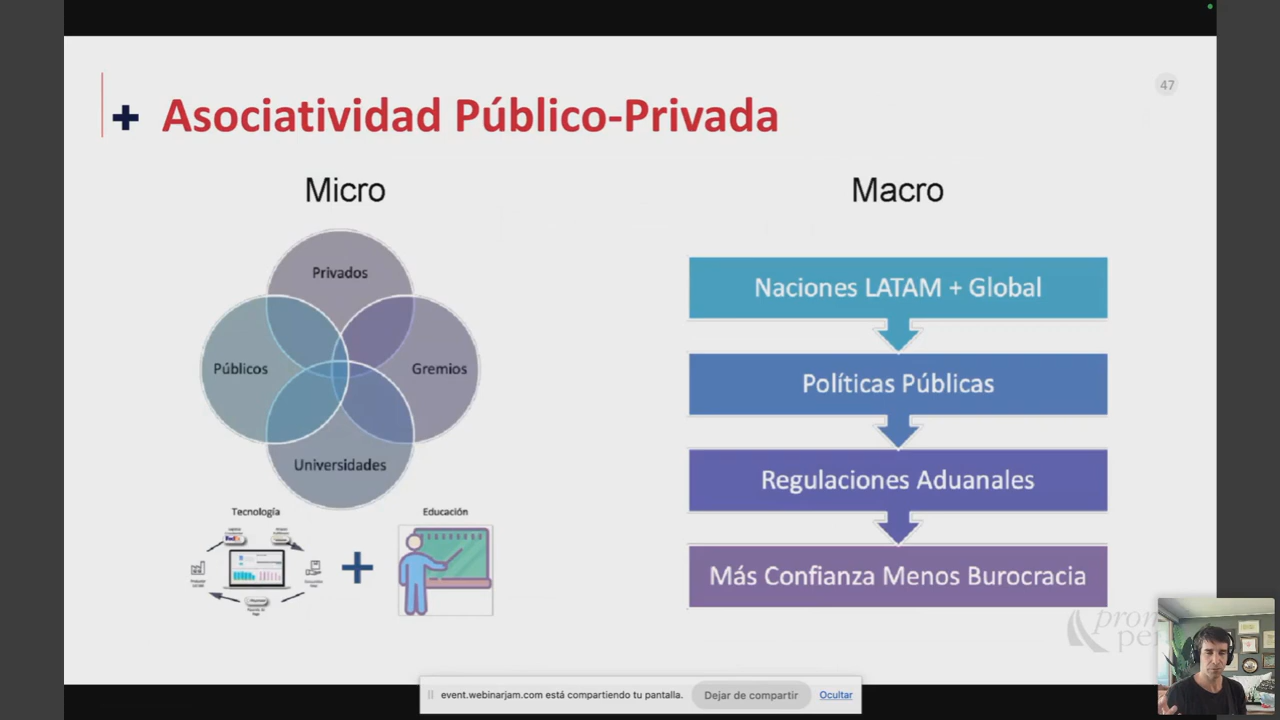 47
+ Asociatividad Público-Privada
Micro
Macro
Privados
Públicos
Gremios
Universidades
Tecnología
Educación
FedEx
+
Naciones LATAM + Global
Políticas Públicas
Regulaciones Aduanales
Más Confianza Menos Burocracia
event.webinarjam.com está compartiendo tu pantalla.
Dejar de compartir
Ocultar